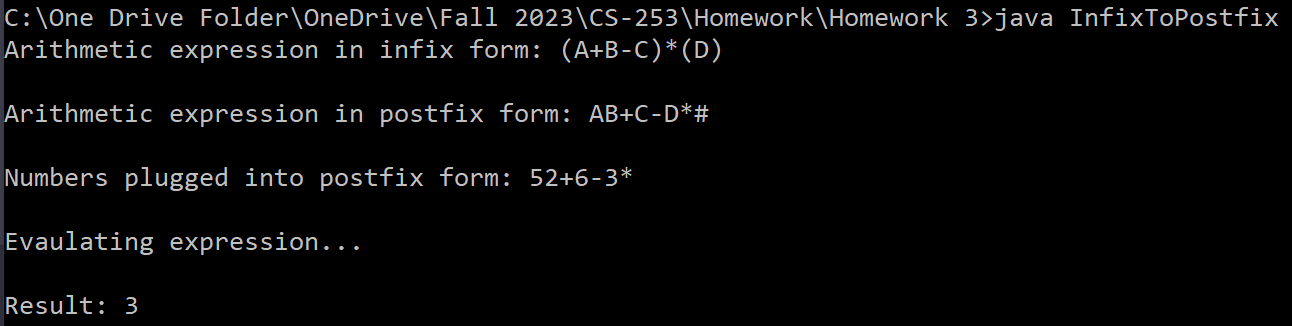 C:\One Drive Folder\OneDrive\Fall 2023\CS-253\Homework\Homework 3>java InfixToPostfix
Arithmetic expression in infix form: (A+B-C)*(D)
Arithmetic expression in postfix form: AB+C-D*#
Numbers plugged into postfix form: 52+6-3*
Evaulating expression...
Result: 3